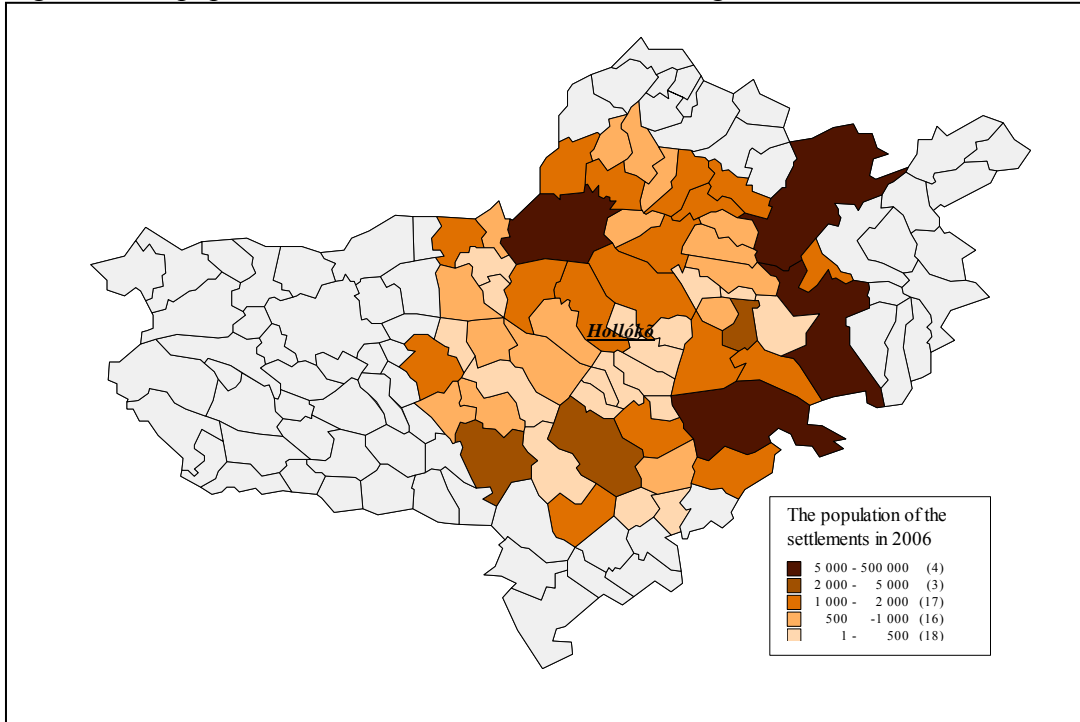 Hollókõ
The population of the
settlements in 2006
5 000 - 500 000 (4)
2 000 - 5 000 (3)
1 000 - 2 000 (17)
500 -1 000 (16)
1 - 500 (18)